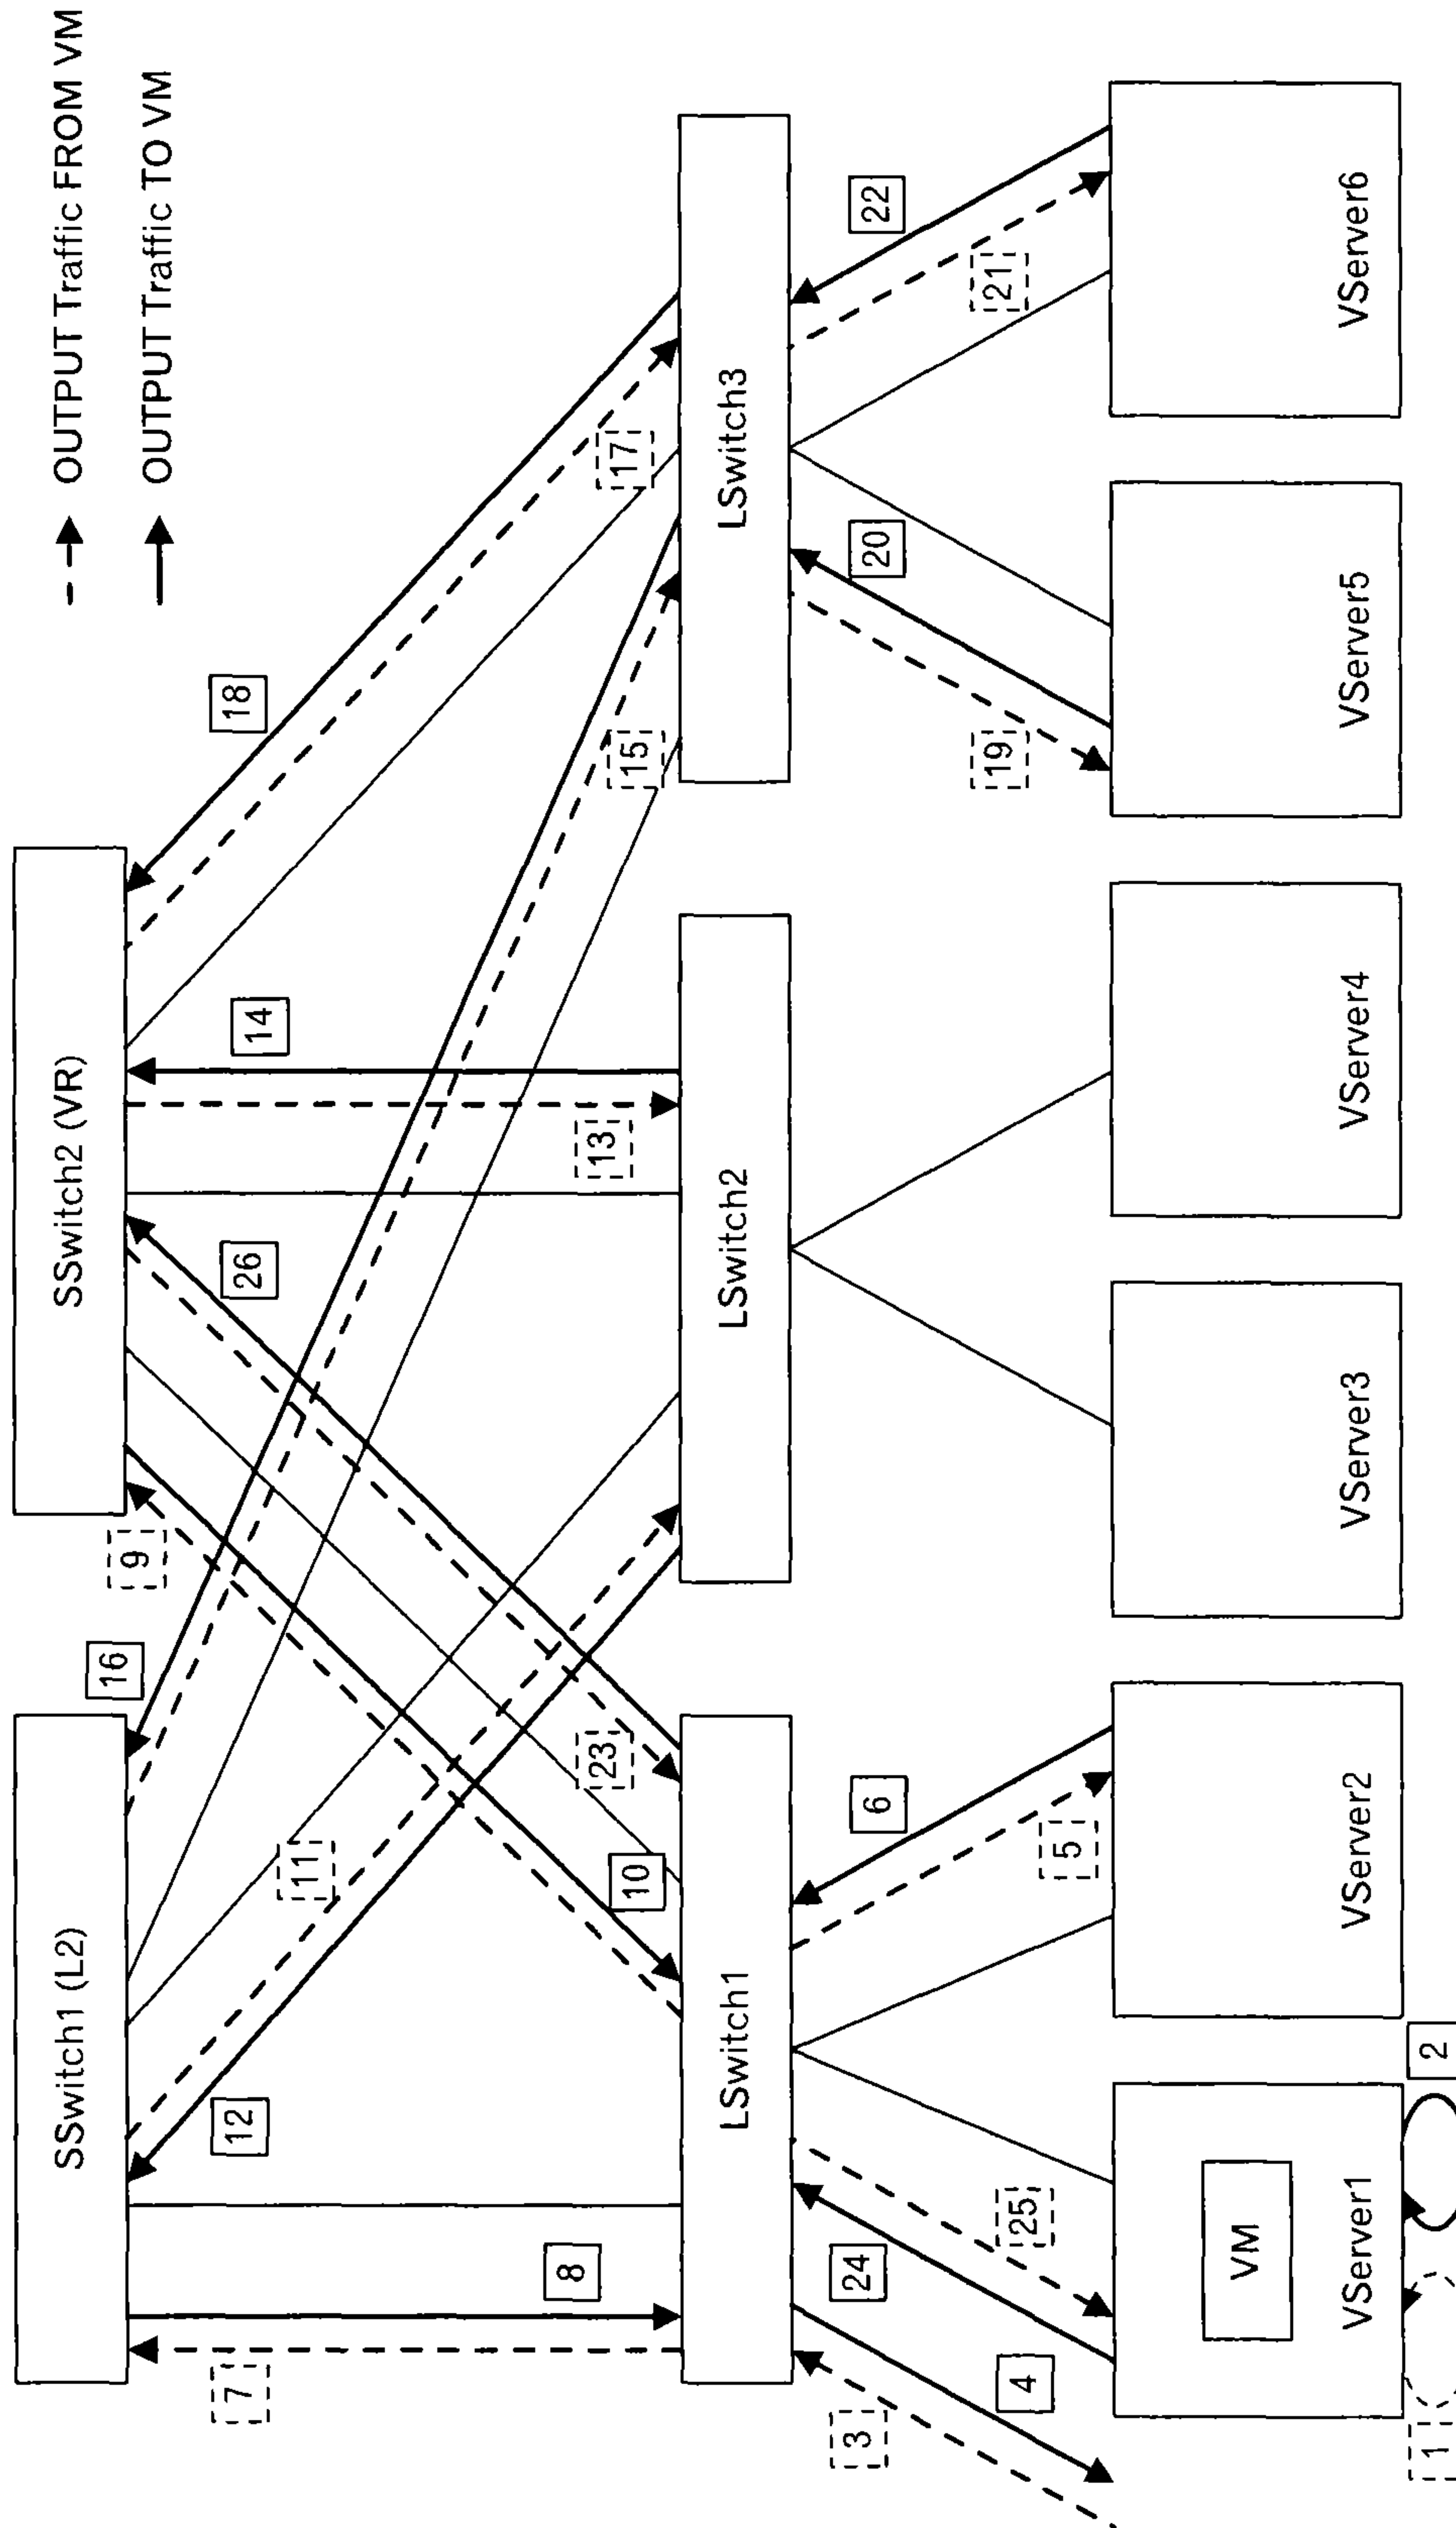 OUTPUT Traffic FROM VM
OUTPUT Traffic TO VM
SSwitch1 (L2)
SSwitch2 (VR)
16
9
7
12
11
26
14
18
8
10
23
13
15
17
LSwitch1
LSwitch2
LSwitch3
3
24
6
20
22
4
25
5
19
21
VM
VServer1
VServer2
VServer3
VServer4
VServer5
VServer6
1
2